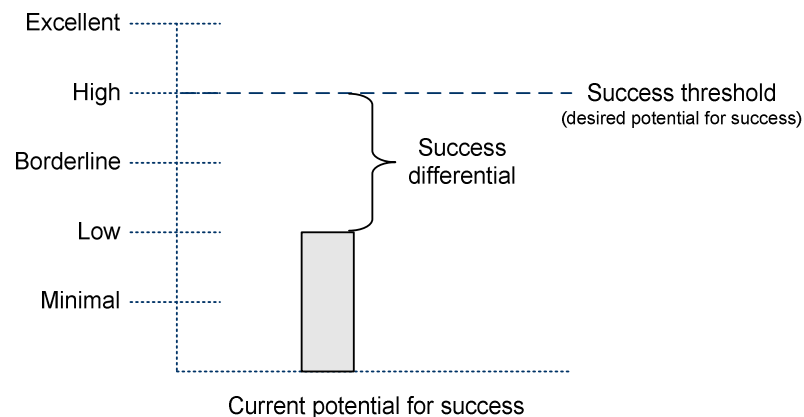 Excellent
High
Success threshold
(desired potential for success)
Borderline
Success
differential
Low
Minimal
Current potential for success